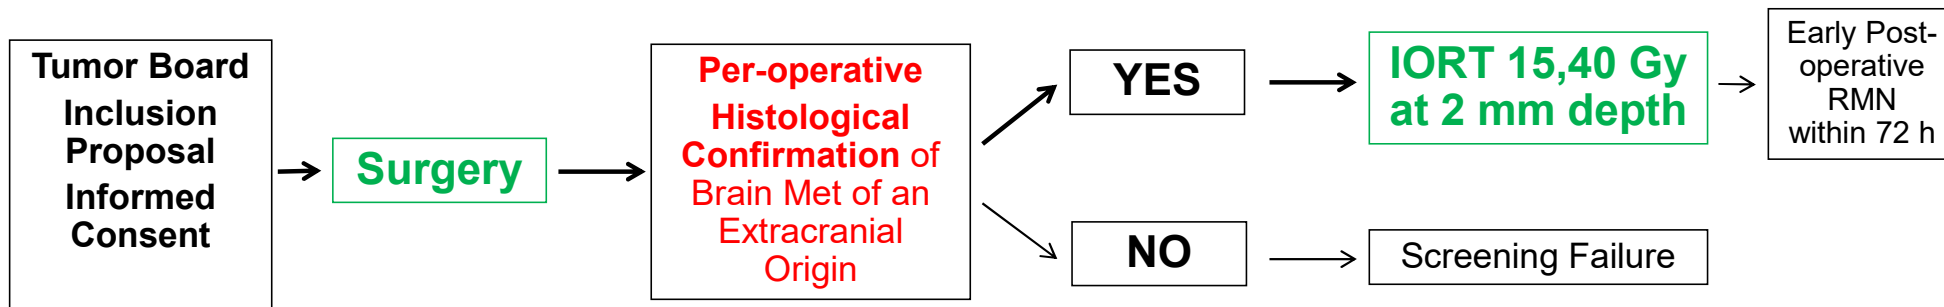 Tumor Board
Inclusion
Proposal
Informed
Consent
Surgery
Per-operative
Histological
Confirmation of
Brain Met of an
Extracranial
Origin
YES
IORT 15,40 Gy
at 2 mm depth
Early Post-
operative
RMN
within 72 h
NO
Screening Failure